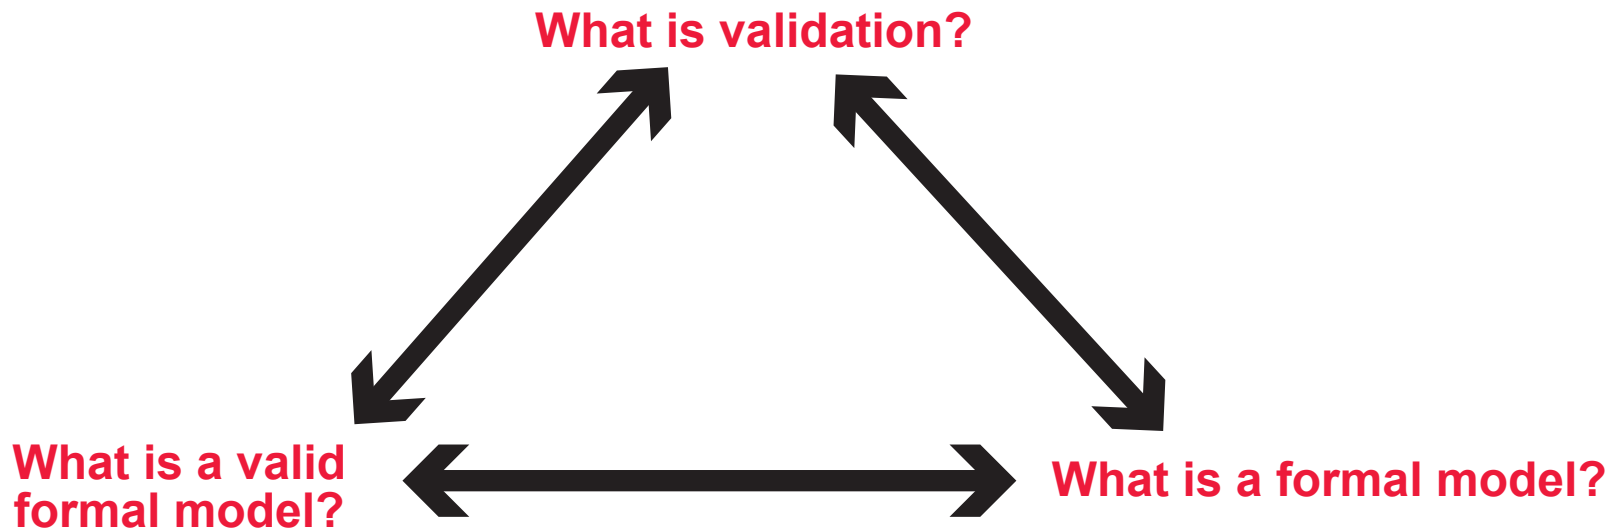 What is validation?
What is a valid
formal model?
What is a formal model?